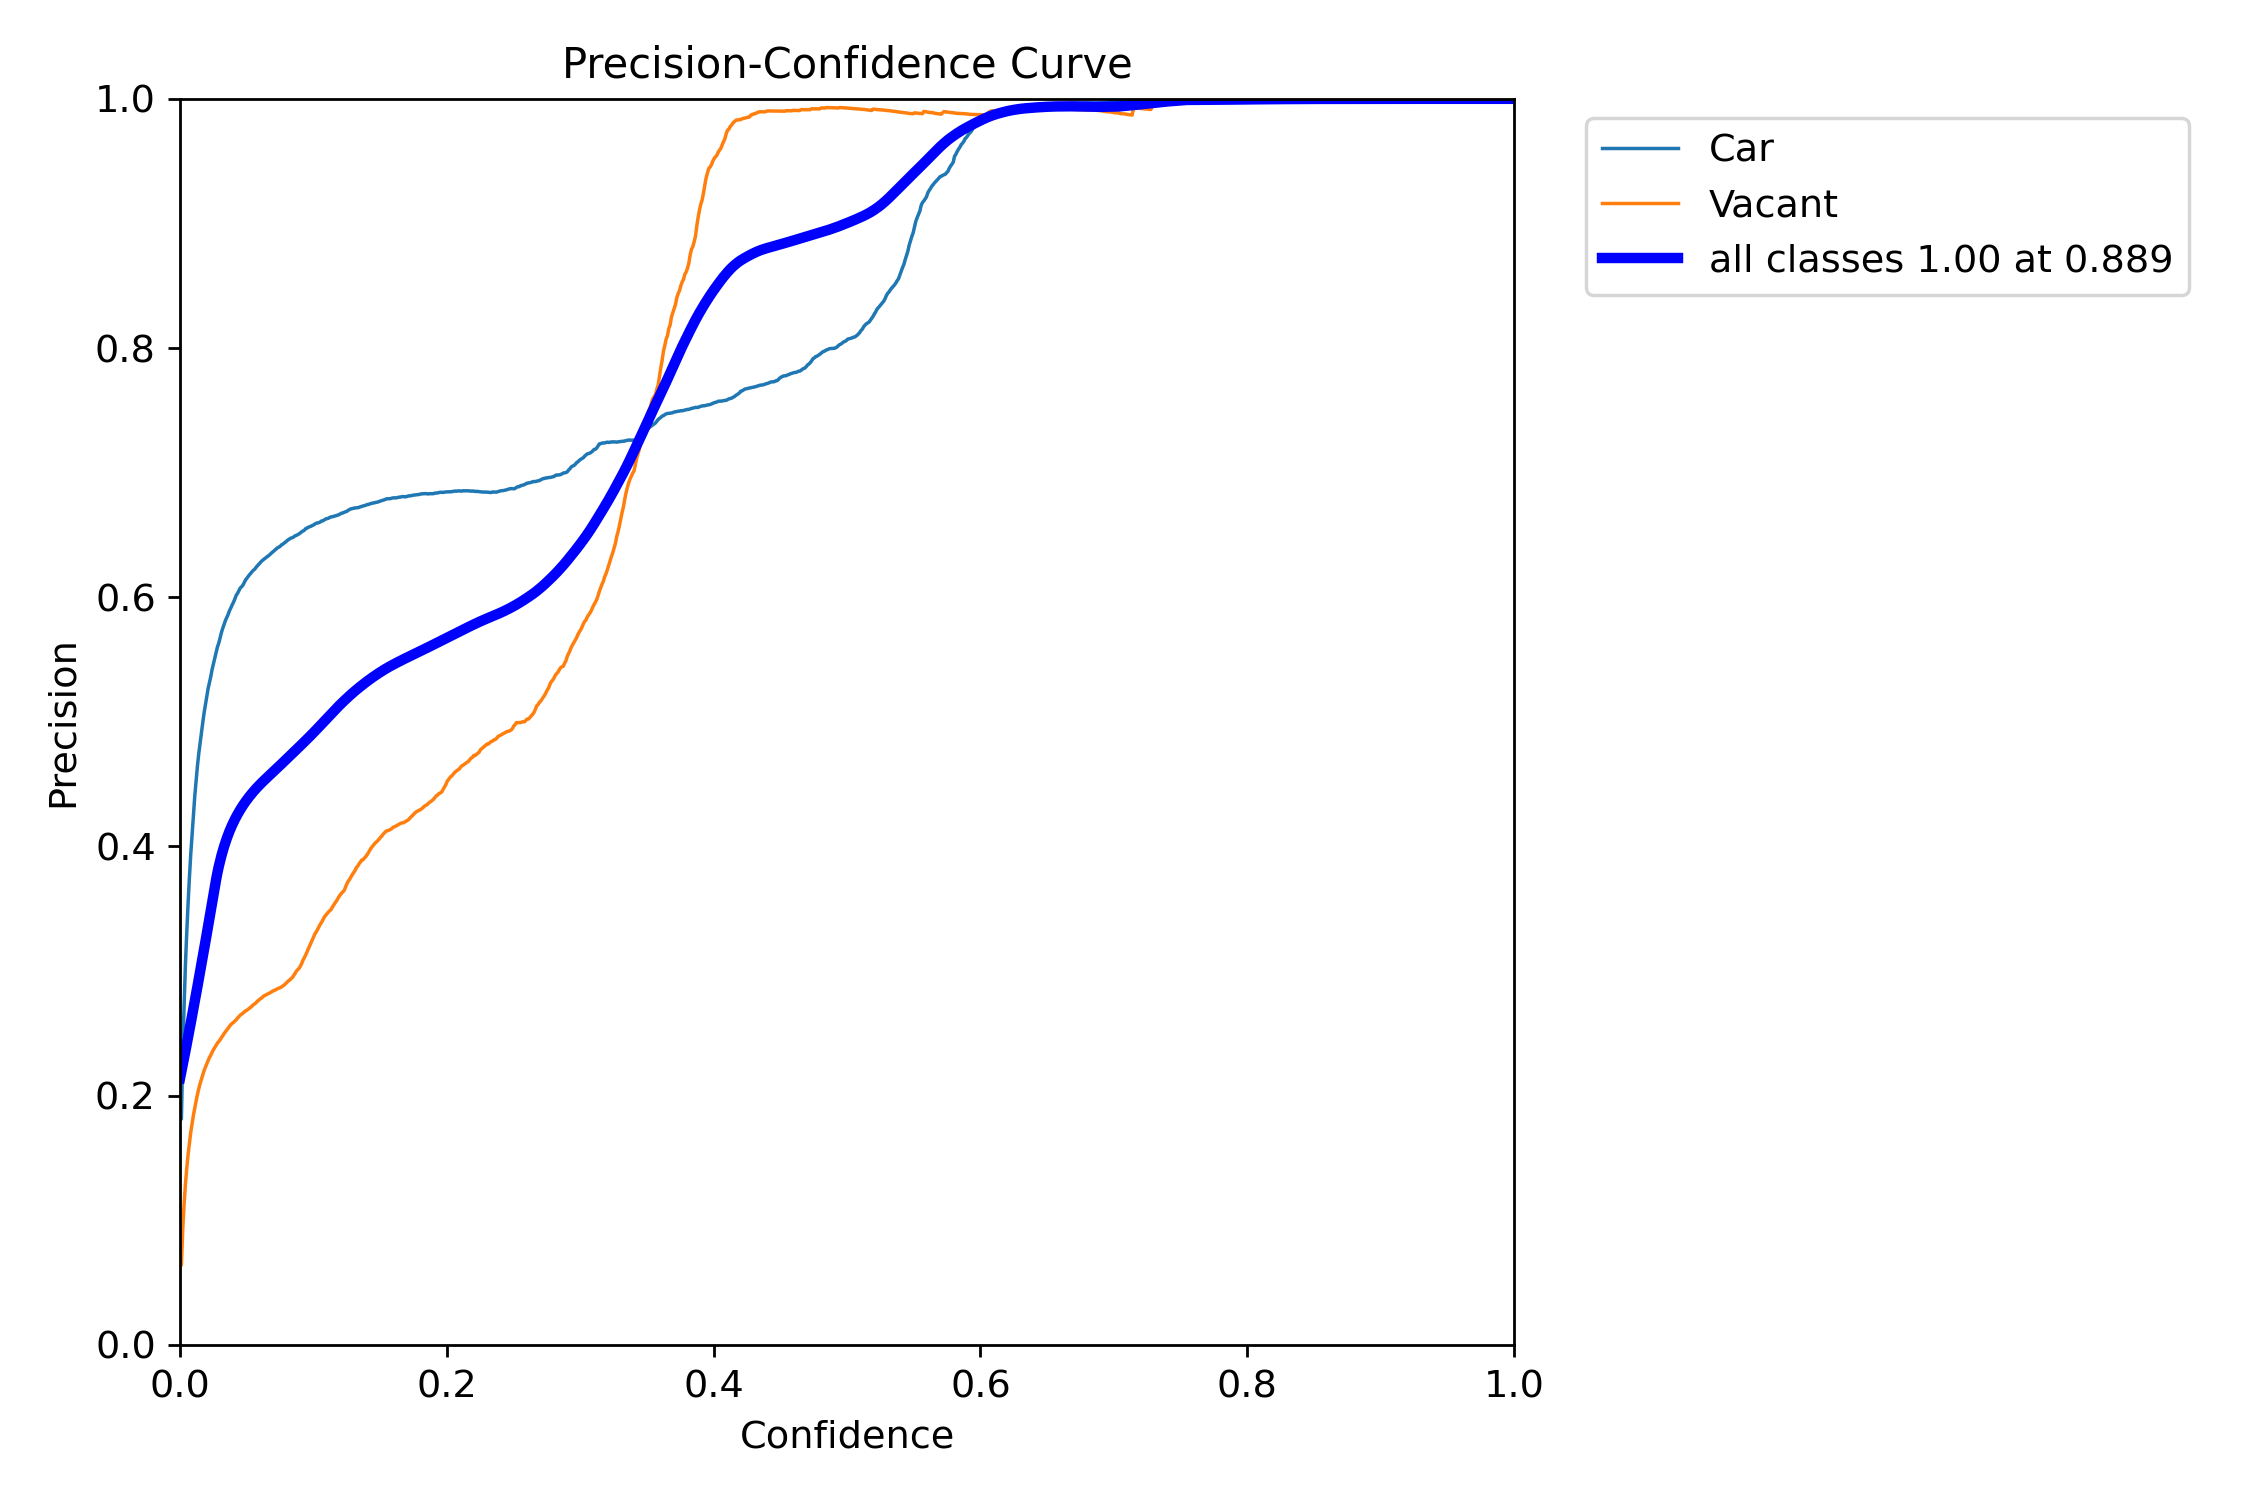 Precision-Confidence Curve
1.0
0.8
0.6
0.4
0.2
0.0
Precision
0.0 0.2 0.4 0.6 0.8 1.0
Confidence
Car
Vacant
all classes 1.00 at 0.889